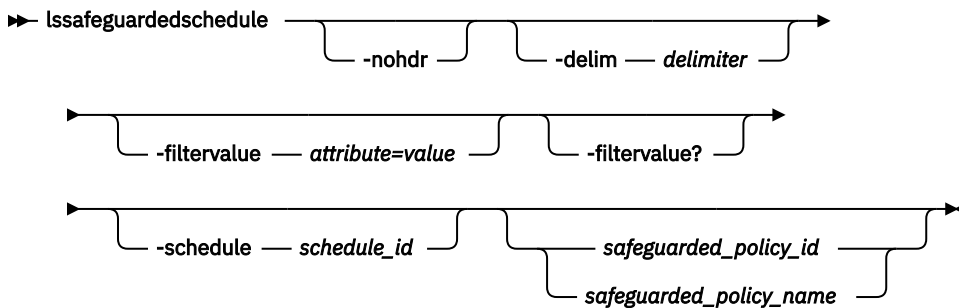 lssafeguardedschedule
-nohdr
-delim delimiter
-filtervalue attribute=value
-filtervalue?
-schedule schedule_id
safeguarded_policy_id
safeguarded_policy_name